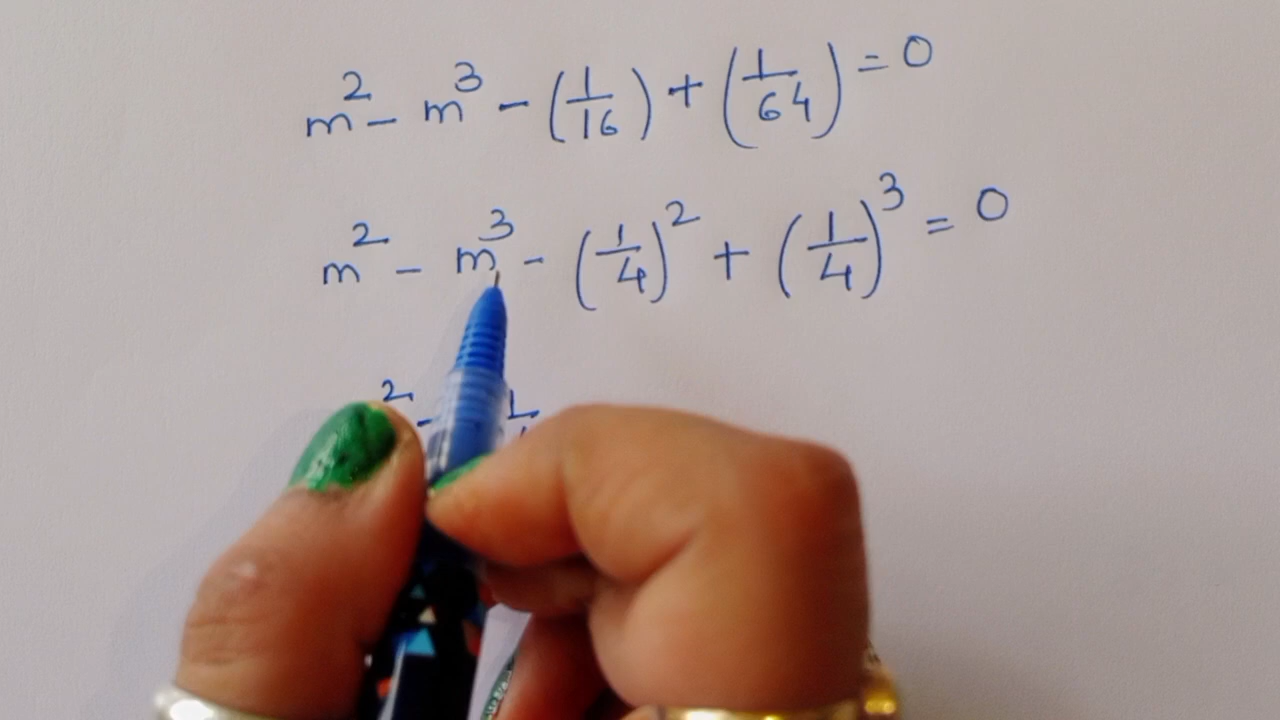 m² - m³ - (1/16) + (1/64) = 0
m² - m³ - (1/4)² + (1/4)³ = 0